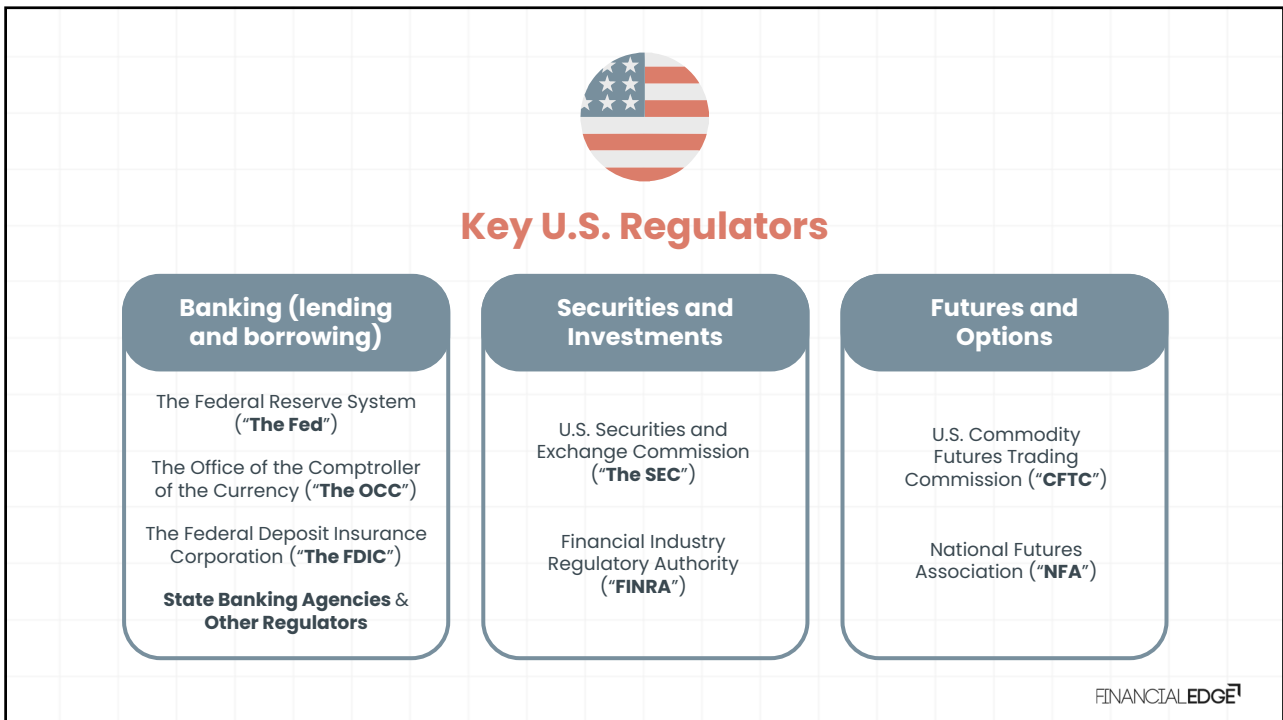 Key U.S. Regulators
Banking (lending
and borrowing)
The Federal Reserve System
(“The Fed”)
The Office of the Comptroller
of the Currency (“The OCC”)
The Federal Deposit Insurance
Corporation (“The FDIC”)
State Banking Agencies &
Other Regulators
Securities and
Investments
U.S. Securities and
Exchange Commission
(“The SEC”)
Financial Industry
Regulatory Authority
(“FINRA”)
Futures and
Options
U.S. Commodity
Futures Trading
Commission (“CFTC”)
National Futures
Association (“NFA”)
FINANCIALEDGE